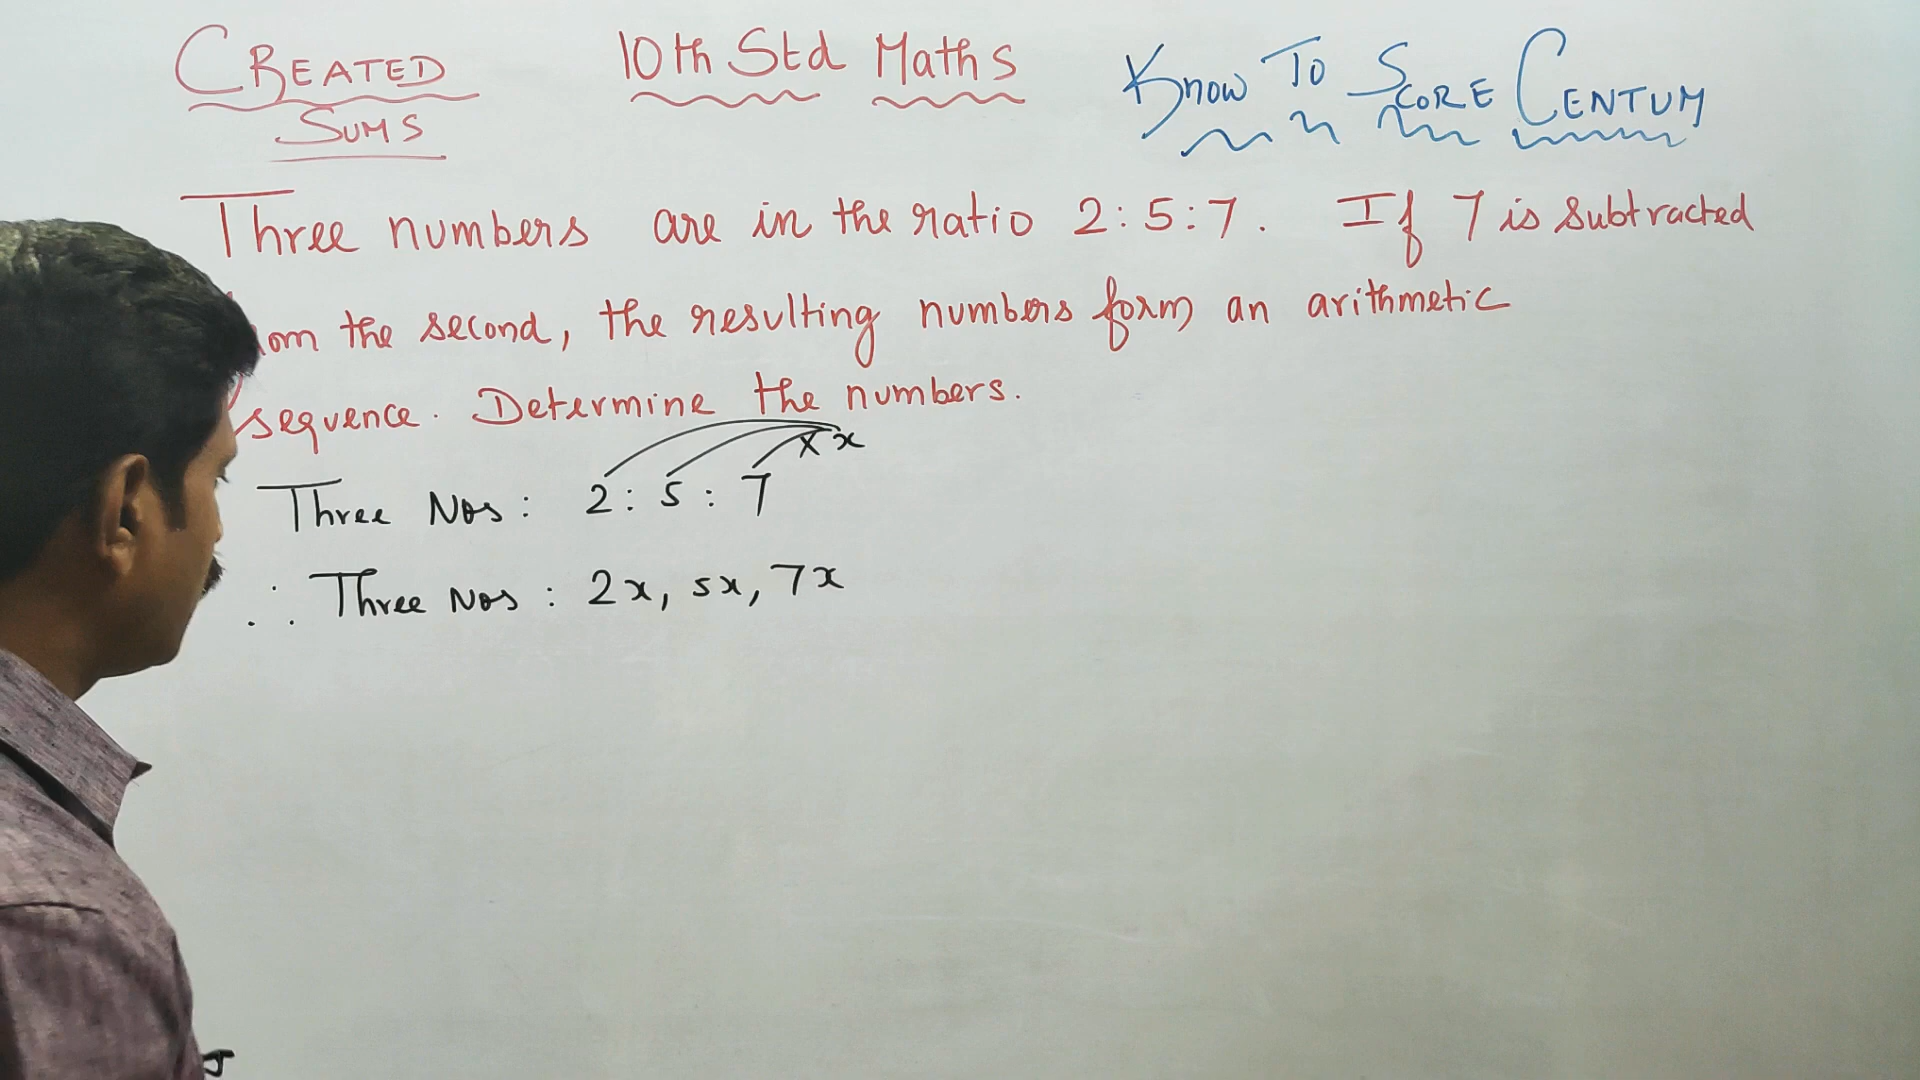 CREATED SUMS
10th Std Maths
Know To Score Centum
Three numbers are in the ratio 2:5:7. If 7 is subtracted
the second, the resulting numbers form an arithmetic
sequence. Determine the numbers.
× x
Three Nos : 2 : 5 : 7
∴ Three Nos : 2x, 5x, 7x